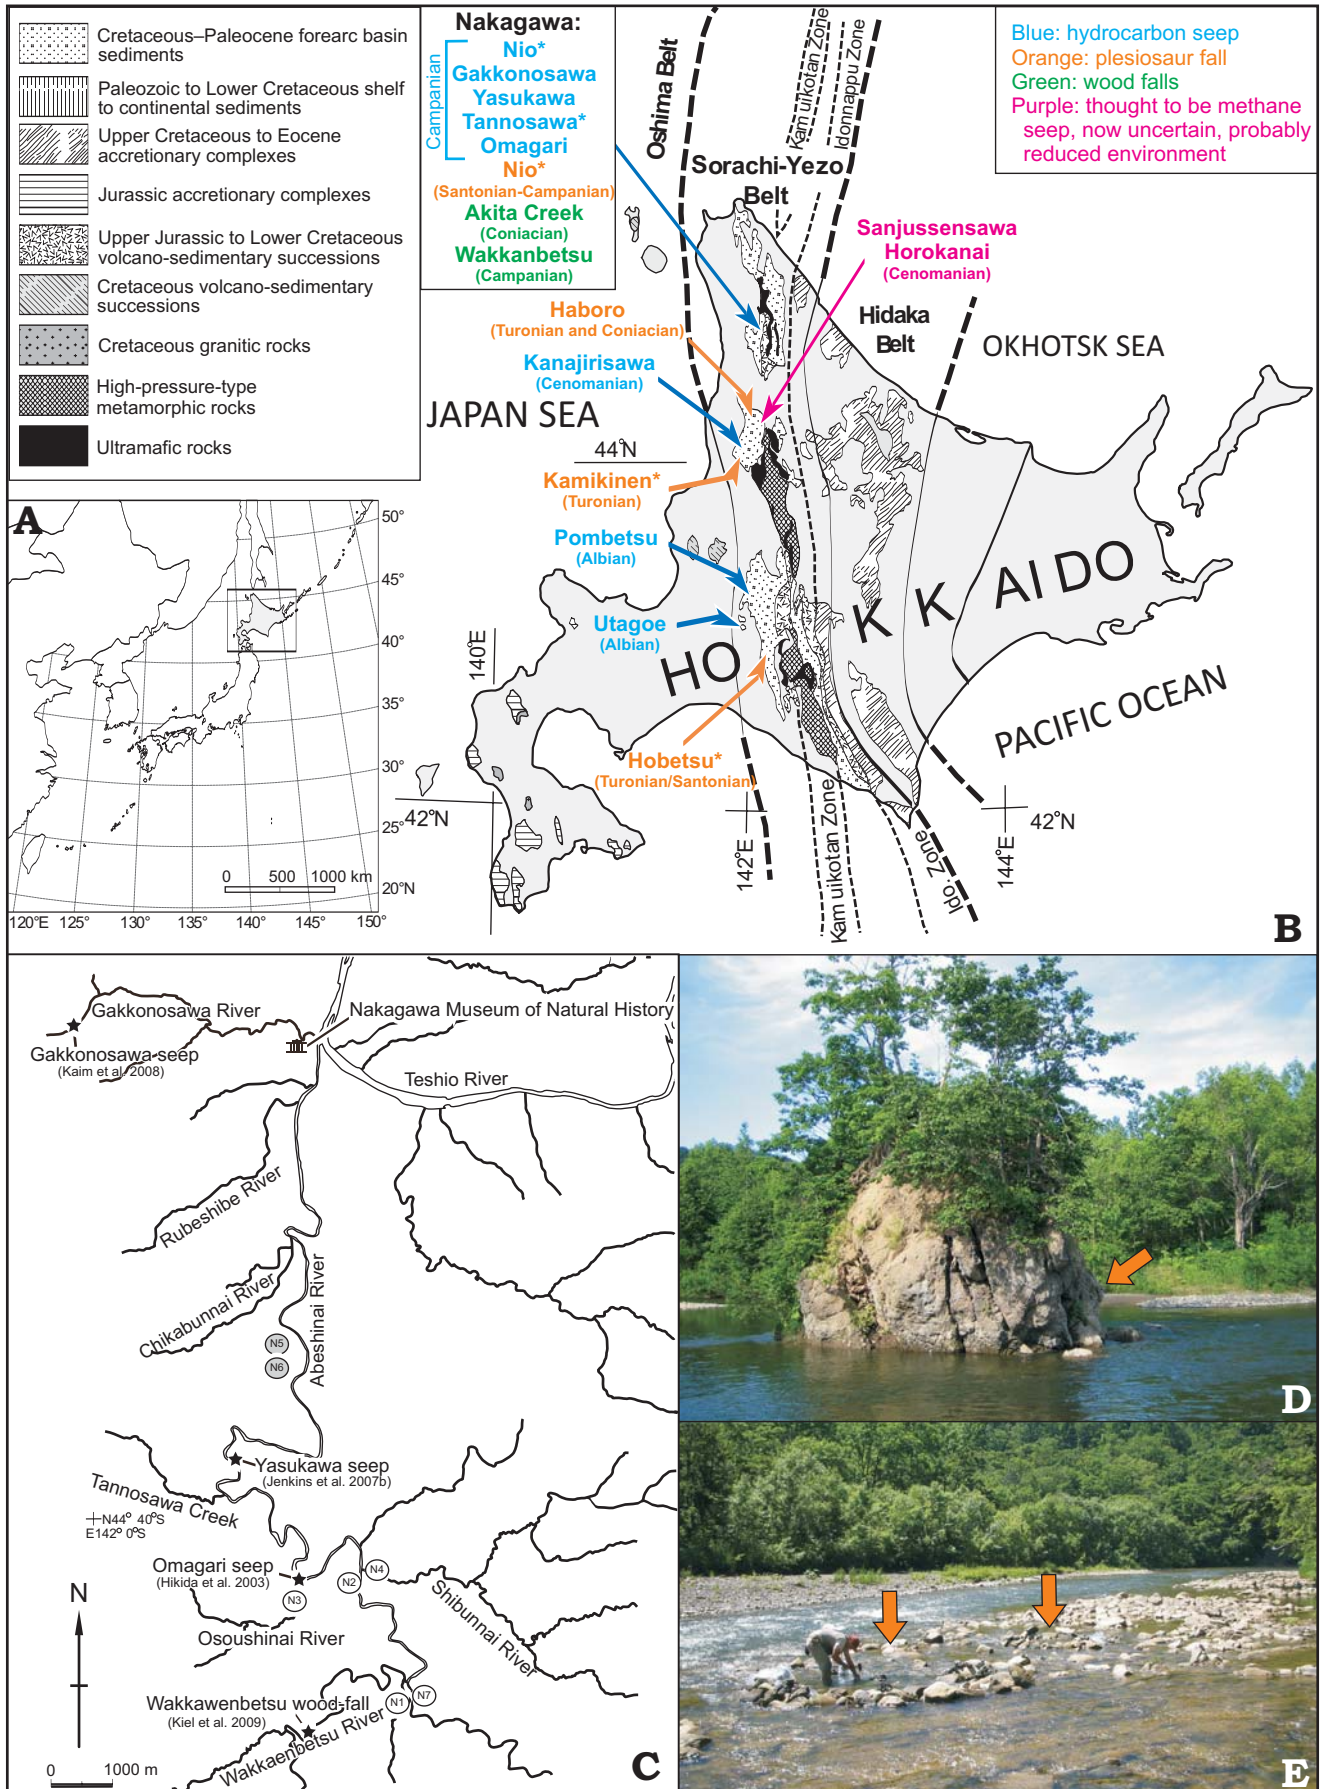 Cretaceous–Paleocene forearc basin
sediments
Paleozoic to Lower Cretaceous shelf
to continental sediments
Upper Cretaceous to Eocene
accretionary complexes
Jurassic accretionary complexes
Upper Jurassic to Lower Cretaceous
volcano-sedimentary successions
Cretaceous volcano-sedimentary
successions
Cretaceous granitic rocks
High-pressure-type
metamorphic rocks
Ultramafic rocks
Nakagawa:
Campanian
Nio*
Gakkonosawa
Yasukawa
Tannosawa*
Omagari
Nio*
(Santonian-Campanian)
Akita Creek
(Coniacian)
Wakkanbetsu
(Campanian)
Blue: hydrocarbon seep
Orange: plesiosaur fall
Green: wood falls
Purple: thought to be methane
seep, now uncertain, probably
reduced environment
Oshima Belt
Kam uikotan Zone
Idonnappu Zone
Sorachi-Yezo
Belt
Sanjussensawa
Horokanai
(Cenomanian)
Haboro
(Turonian and Coniacian)
Hidaka
Belt
OKHOTSK SEA
Kanajirisawa
(Cenomanian)
JAPAN SEA
44°N
Kamikinen*
(Turonian)
Pombetsu
(Albian)
Utagoe
(Albian)
HO K K AI DO
140°E
PACIFIC OCEAN
Hobetsu*
(Turonian/Santonian)
42°N
142°E
Kam uikotan Zone
Ido. Zone
144°E
42°N
B
A
50°
45°
40°
35°
30°
25°
20°N
0 500 1000 km
120°E 125° 130° 135° 140° 145° 150°
Gakkonosawa River
Nakagawa Museum of Natural History
Gakkonosawa seep
(Kaim et al. 2008)
Teshio River
Rubeshibe River
Chikabunnai River
Abeshinai River
N5
N6
Yasukawa seep
(Jenkins et al. 2007b)
Tannosawa Creek
N44° 40°S
E142° 0°S
Omagari seep
(Hikida et al. 2003)
N4
N2
N3
Shibunnai River
N
Osoushinai River
Wakkawenbetsu wood-fall
(Kiel et al. 2009)
N1
N7
Wakkaenbetsu River
0 1000 m
C
D
E